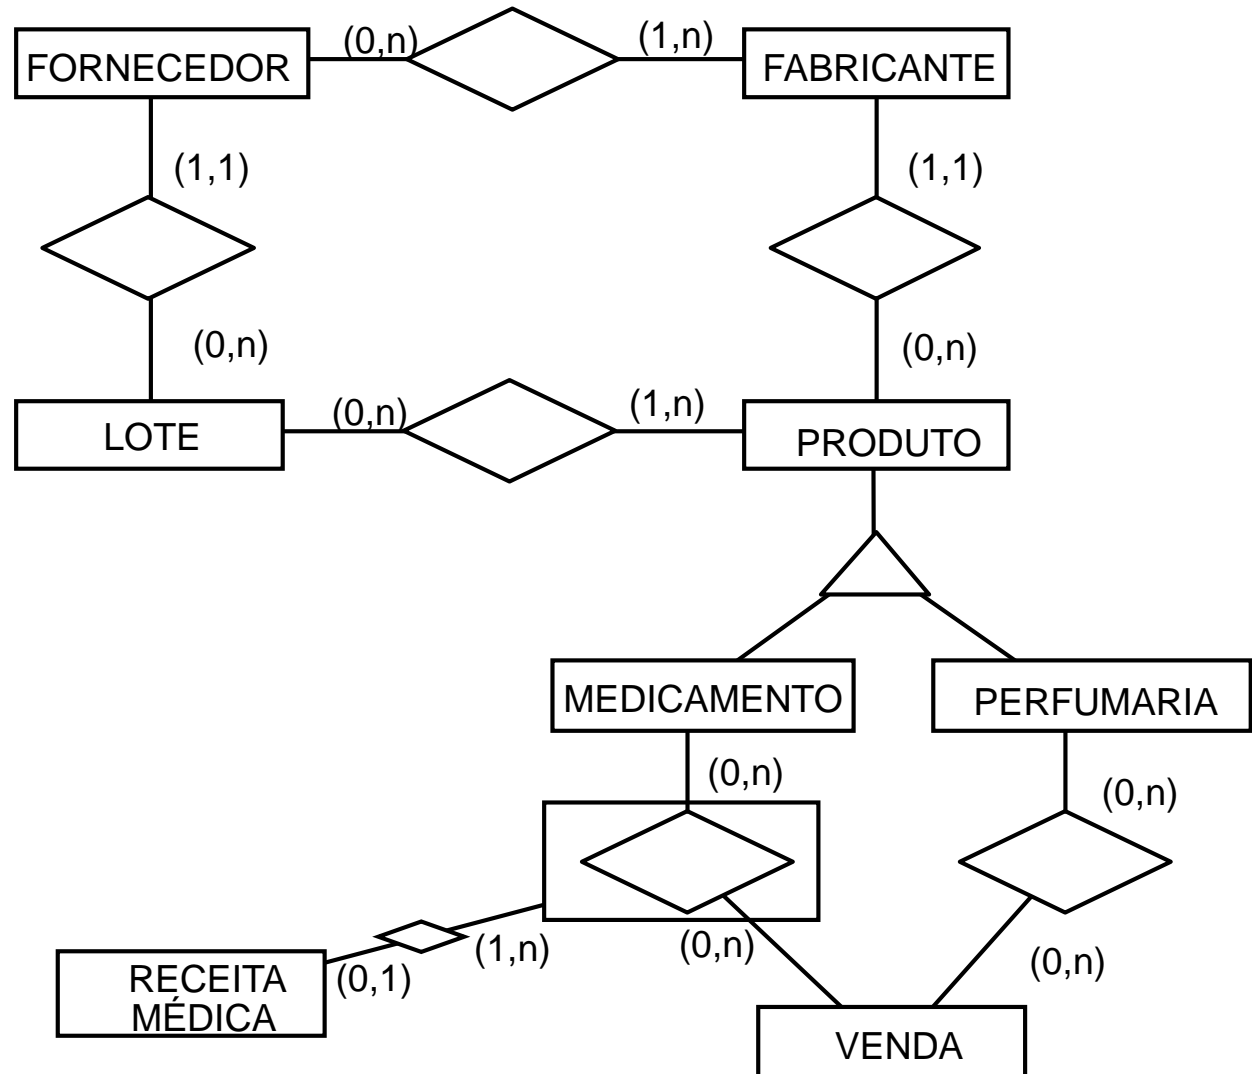 (0,n)
(1,n)
FORNECEDOR
FABRICANTE
(1,1)
(1,1)
(0,n)
(0,n)
(0,n)
(1,n)
LOTE
PRODUTO
MEDICAMENTO
PERFUMARIA
(0,n)
(0,n)
(0,n)
(1,n)
(0,n)
(0,1)
RECEITA
MÉDICA
VENDA